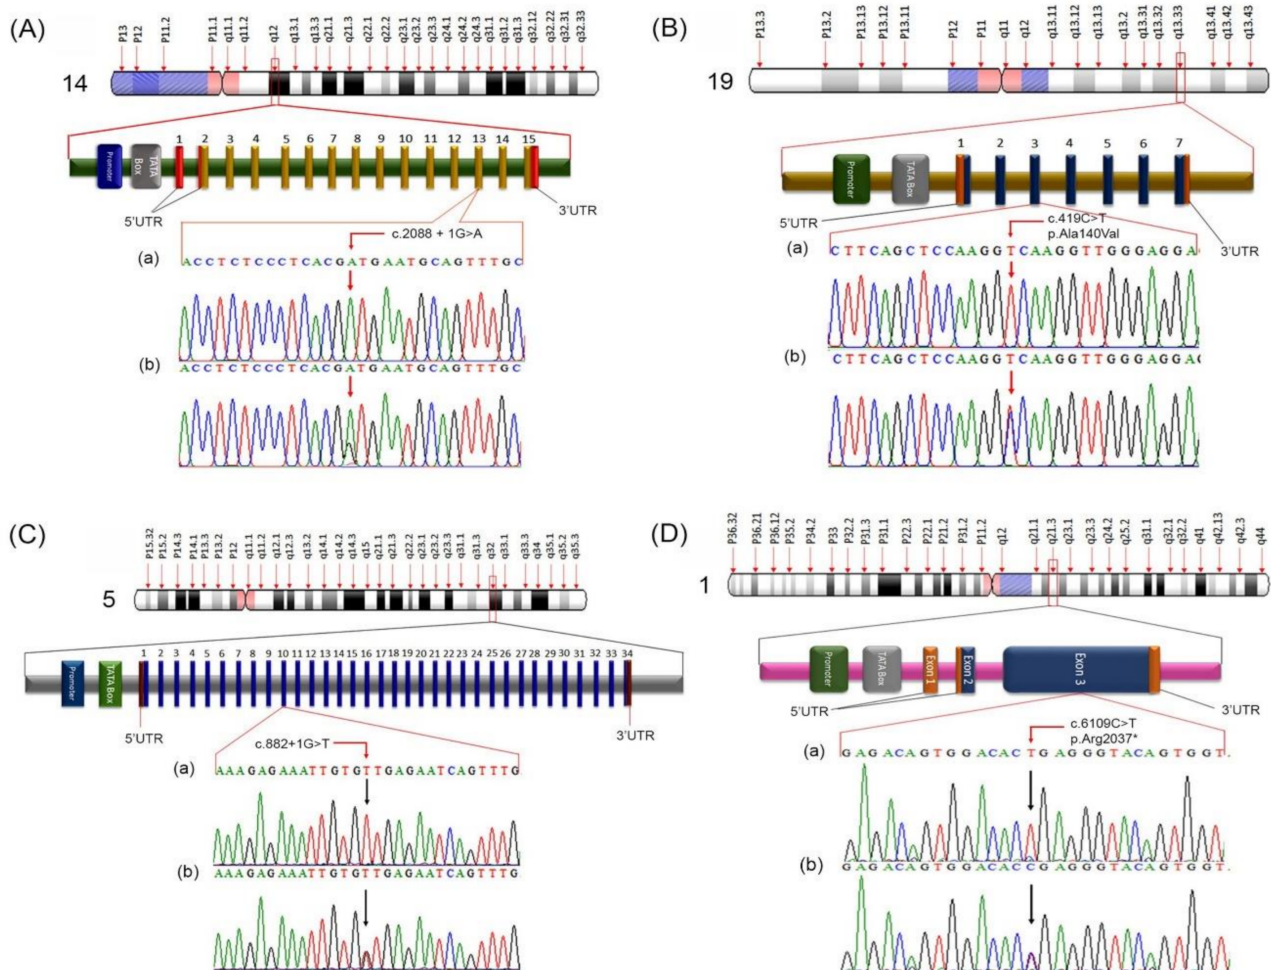 (A)
P13 P12 P11.2 P11.1 q11.1 q11.2 q12 q13.1 q13.3 q21.1 q21.3 q22.1 q22.2 q23.1 q23.2 q23.3 q24.1 q24.2 q24.3 q31.1 q31.2 q31.3 q32.12 q32.22 q32.31 q32.33
14
1 2 3 4 5 6 7 8 9 10 11 12 13 14 15
Promoter
TATA Box
5'UTR
3'UTR
c.2088 + 1G>A
(a)
ACCTCTCCCTCACGATGAATGCAGTTTGC
(b)
ACCTCTCCCTCACGATGAATGCAGTTTGC
(B)
P13.3 P13.2 P13.13 P13.12 P13.11 P12 P11 q11 q12 q13.11 q13.12 q13.13 q13.2 q13.31 q13.32 q13.33 q13.41 q13.42 q13.43
19
1 2 3 4 5 6 7
Promoter
TATA Box
5'UTR
3'UTR
c.419C>T
p.Ala140Val
(a)
CTTCAGCTCCAAGGTCAAGGTTGGGAGGA
(b)
CTTCAGCTCCAAGGTCAAGGTTGGGAGGA
(C)
P15.32 P15.2 P14.3 P14.1 P13.3 P13.2 P12 q11.1 q11.2 q12.1 q12.3 q13.2 q14.1 q14.2 q14.3 q15 q21.1 q21.3 q22.2 q23.1 q23.2 q23.3 q31.1 q31.3 q32 q33.1 q33.3 q34 q35.1 q35.2 q35.3
5
1 2 3 4 5 6 7 8 9 10 11 12 13 14 15 16 17 18 19 20 21 22 23 24 25 26 27 28 29 30 31 32 33 34
Promoter
TATA Box
5'UTR
3'UTR
c.882+1G>T
(a)
AAAGAGAAATTGTGTTGAGAATCAGTTTG
(b)
AAAGAGAAATTGTGTTGAGAATCAGTTTG
(D)
P36.32 P36.21 P36.12 P35.2 P34.2 P33 P32.2 P31.3 P31.1 P22.3 P22.1 P21.2 P31.2 P11.2 q12 q21.1 q21.3 q23.1 q23.3 q24.2 q25.2 q31.1 q32.1 q32.2 q41 q42.13 q42.3 q44
1
Promoter
TATA Box
Exon 1
Exon 2
Exon 3
5'UTR
3'UTR
c.6109C>T
p.Arg2037*
(a)
GAGACAGTGGACACTGAGGGTACAGTGGT
(b)
GAGACAGTGGACACCGAGGGTACAGTGGT